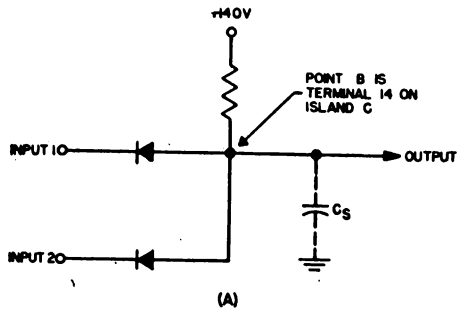 +140V
POINT B IS
TERMINAL 14 ON
ISLAND C
INPUT 1
OUTPUT
CS
INPUT 2
(A)